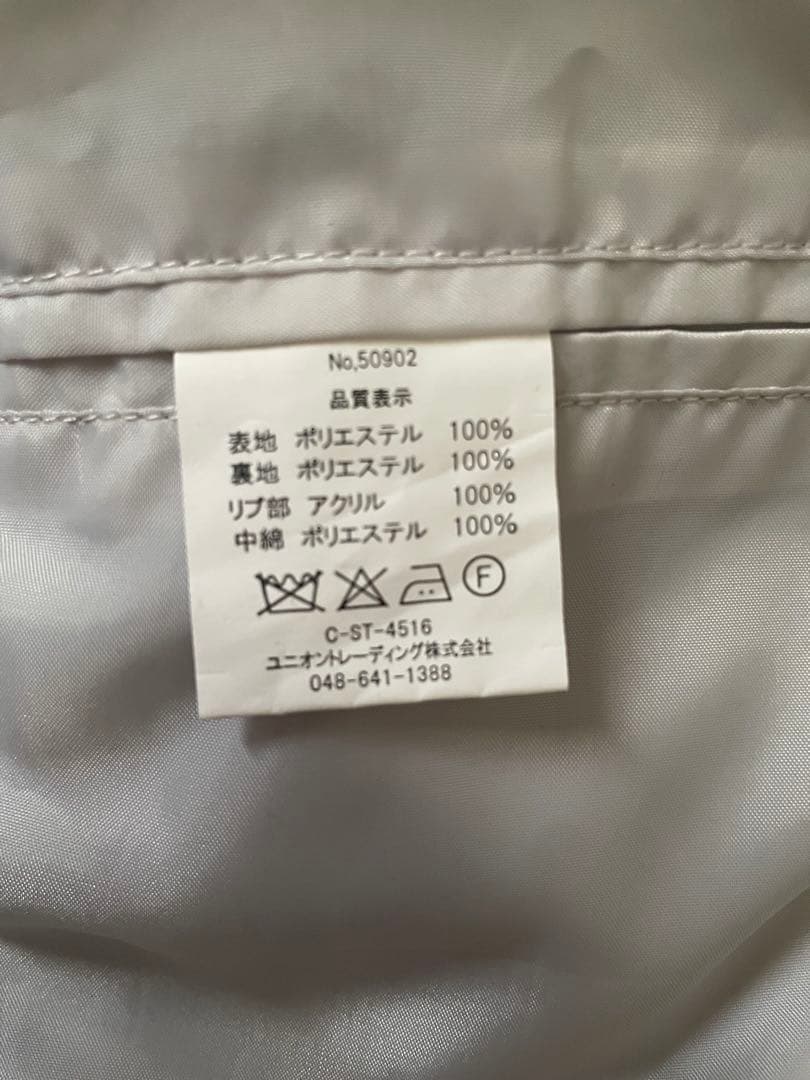 No,50902
品質表示
表地 ポリエステル 100%
裏地 ポリエステル 100%
リブ部 アクリル 100%
中綿 ポリエステル 100%
F
C-ST-4516
ユニオントレーディング株式会社
048-641-1388